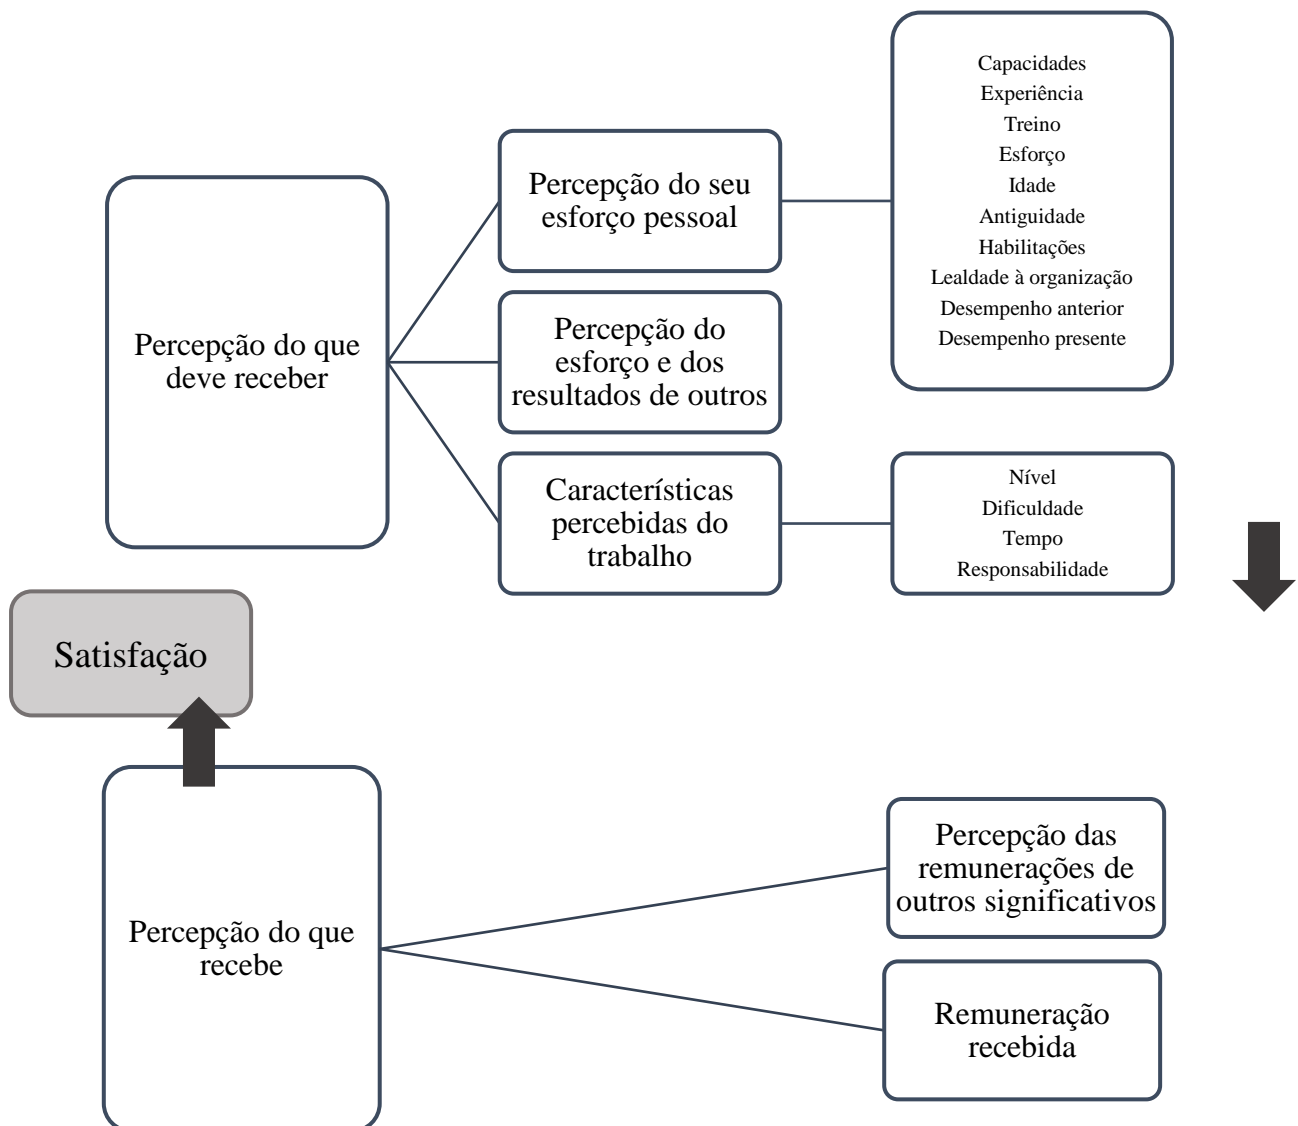 Percepção do que
deve receber
Percepção do seu
esforço pessoal
Capacidades
Experiência
Treino
Esforço
Idade
Antiguidade
Habilitações
Lealdade à organização
Desempenho anterior
Desempenho presente
Percepção do
esforço e dos
resultados de outros
Características
percebidas do
trabalho
Nível
Dificuldade
Tempo
Responsabilidade
Satisfação
Percepção do que
recebe
Percepção das
remunerações de
outros significativos
Remuneração
recebida